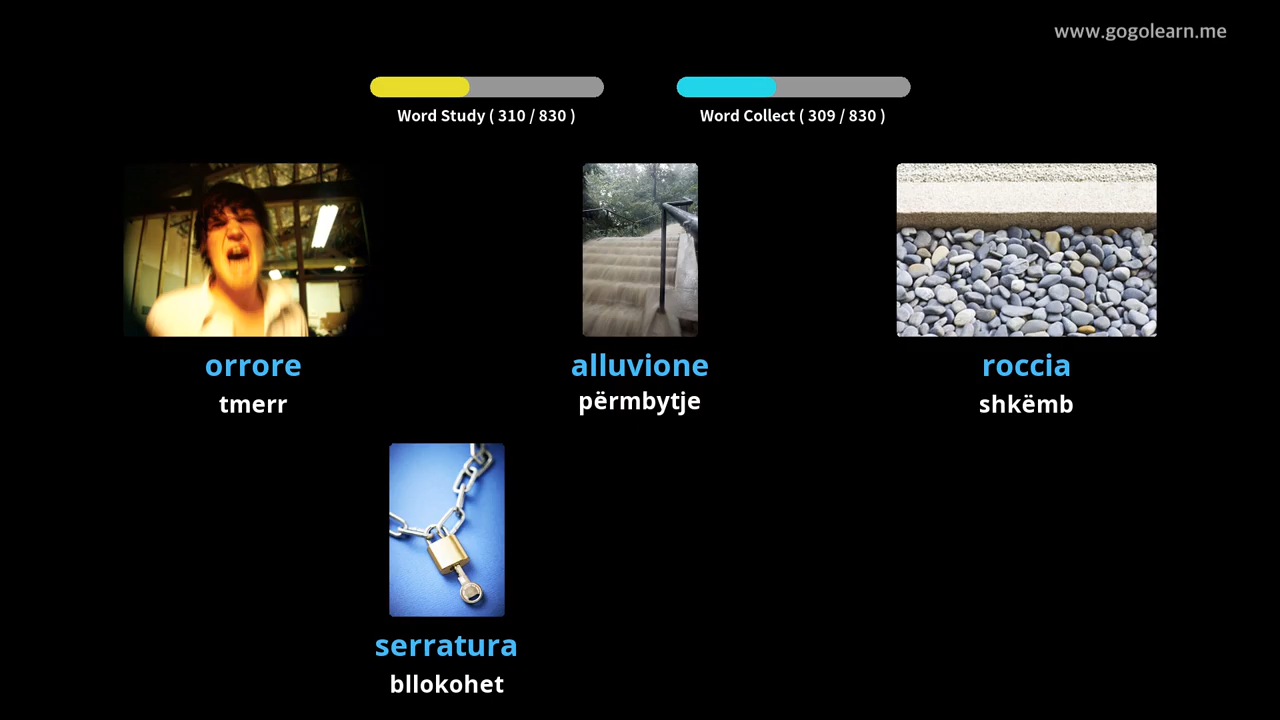 www.gogolearn.me
Word Study ( 310 / 830 )
Word Collect ( 309 / 830 )
orrore
tmerr
alluvione
përmbytje
roccia
shkëmb
serratura
bllokohet